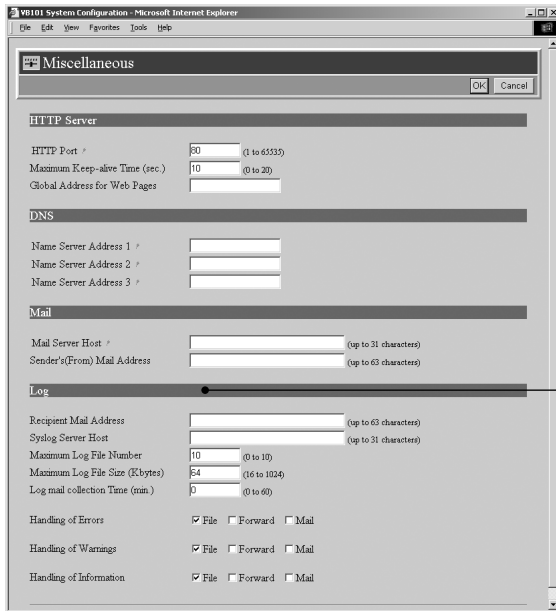 VB101 System Configuration - Microsoft Internet Explorer
File Edit View Favorites Tools Help
Miscellaneous
OK Cancel
HTTP Server
HTTP Port 80 (1 to 65535)
Maximum Keep-alive Time (sec.) 10 (0 to 20)
Global Address for Web Pages
DNS
Name Server Address 1
Name Server Address 2
Name Server Address 3
Mail
Mail Server Host (up to 31 characters)
Sender's(From) Mail Address (up to 63 characters)
Log
Recipient Mail Address (up to 63 characters)
Syslog Server Host (up to 31 characters)
Maximum Log File Number 10 (0 to 10)
Maximum Log File Size (Kbytes) 64 (16 to 1024)
Log mail collection Time (min.) 0 (0 to 60)
Handling of Errors File Forward Mail
Handling of Warnings File Forward Mail
Handling of Information File Forward Mail